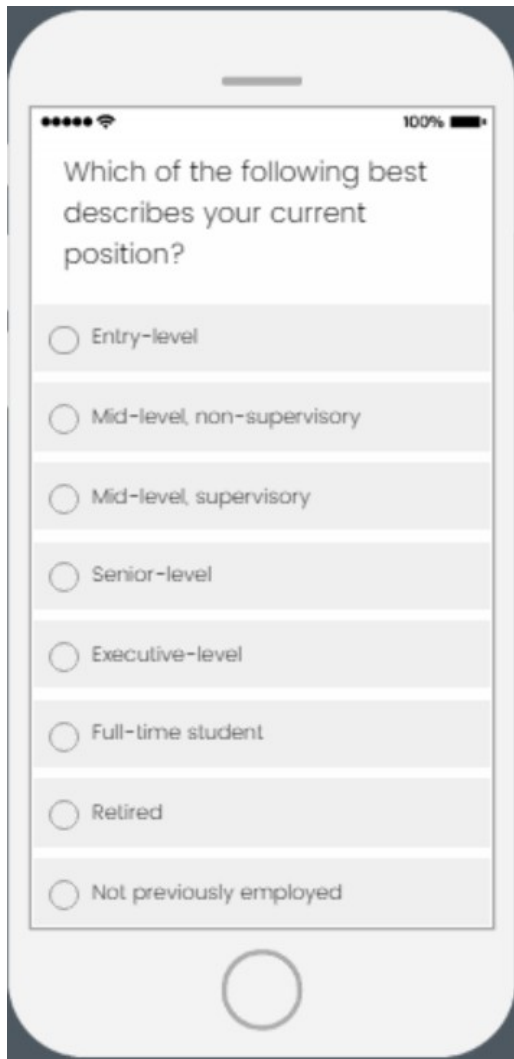 100%
Which of the following best
describes your current
position?
Entry-level
Mid-level, non-supervisory
Mid-level, supervisory
Senior-level
Executive-level
Full-time student
Retired
Not previously employed